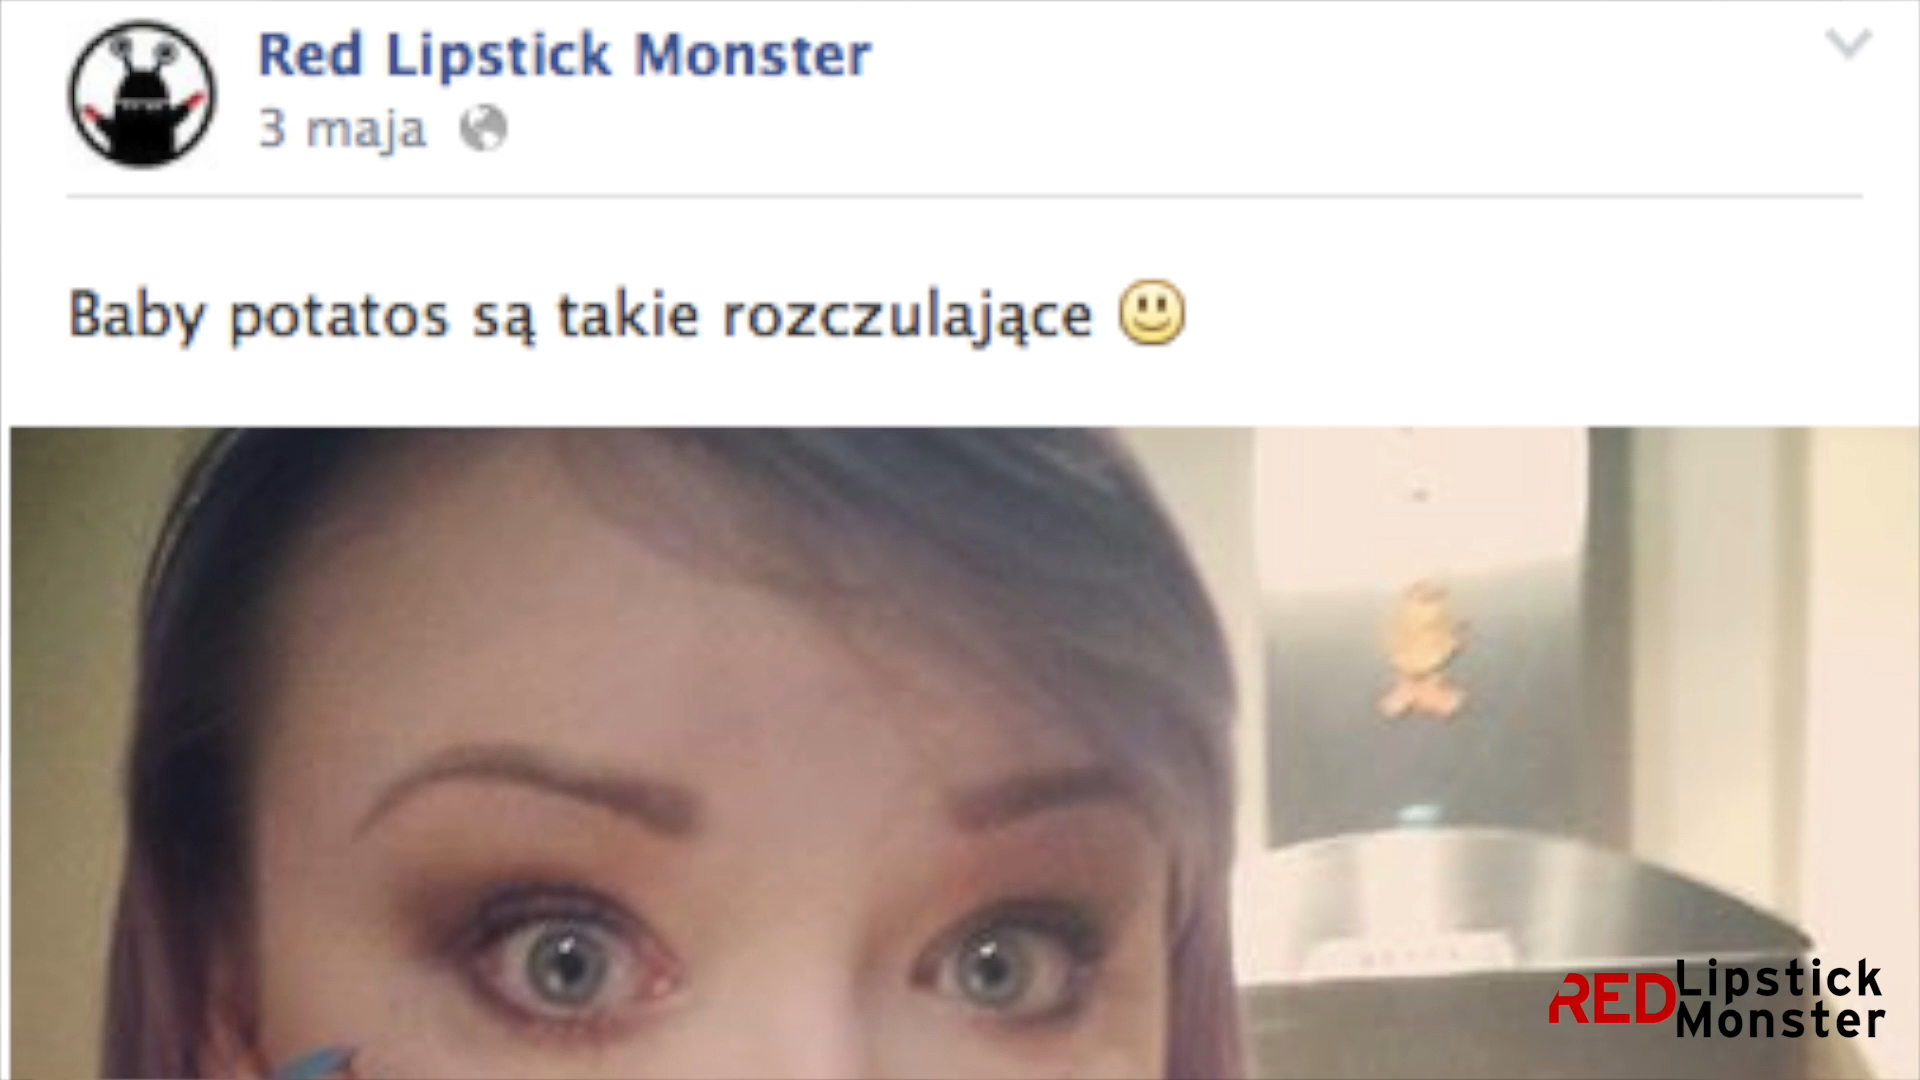 Red Lipstick Monster
3 maja
Baby potatos są takie rozczulające
RED Lipstick
Monster